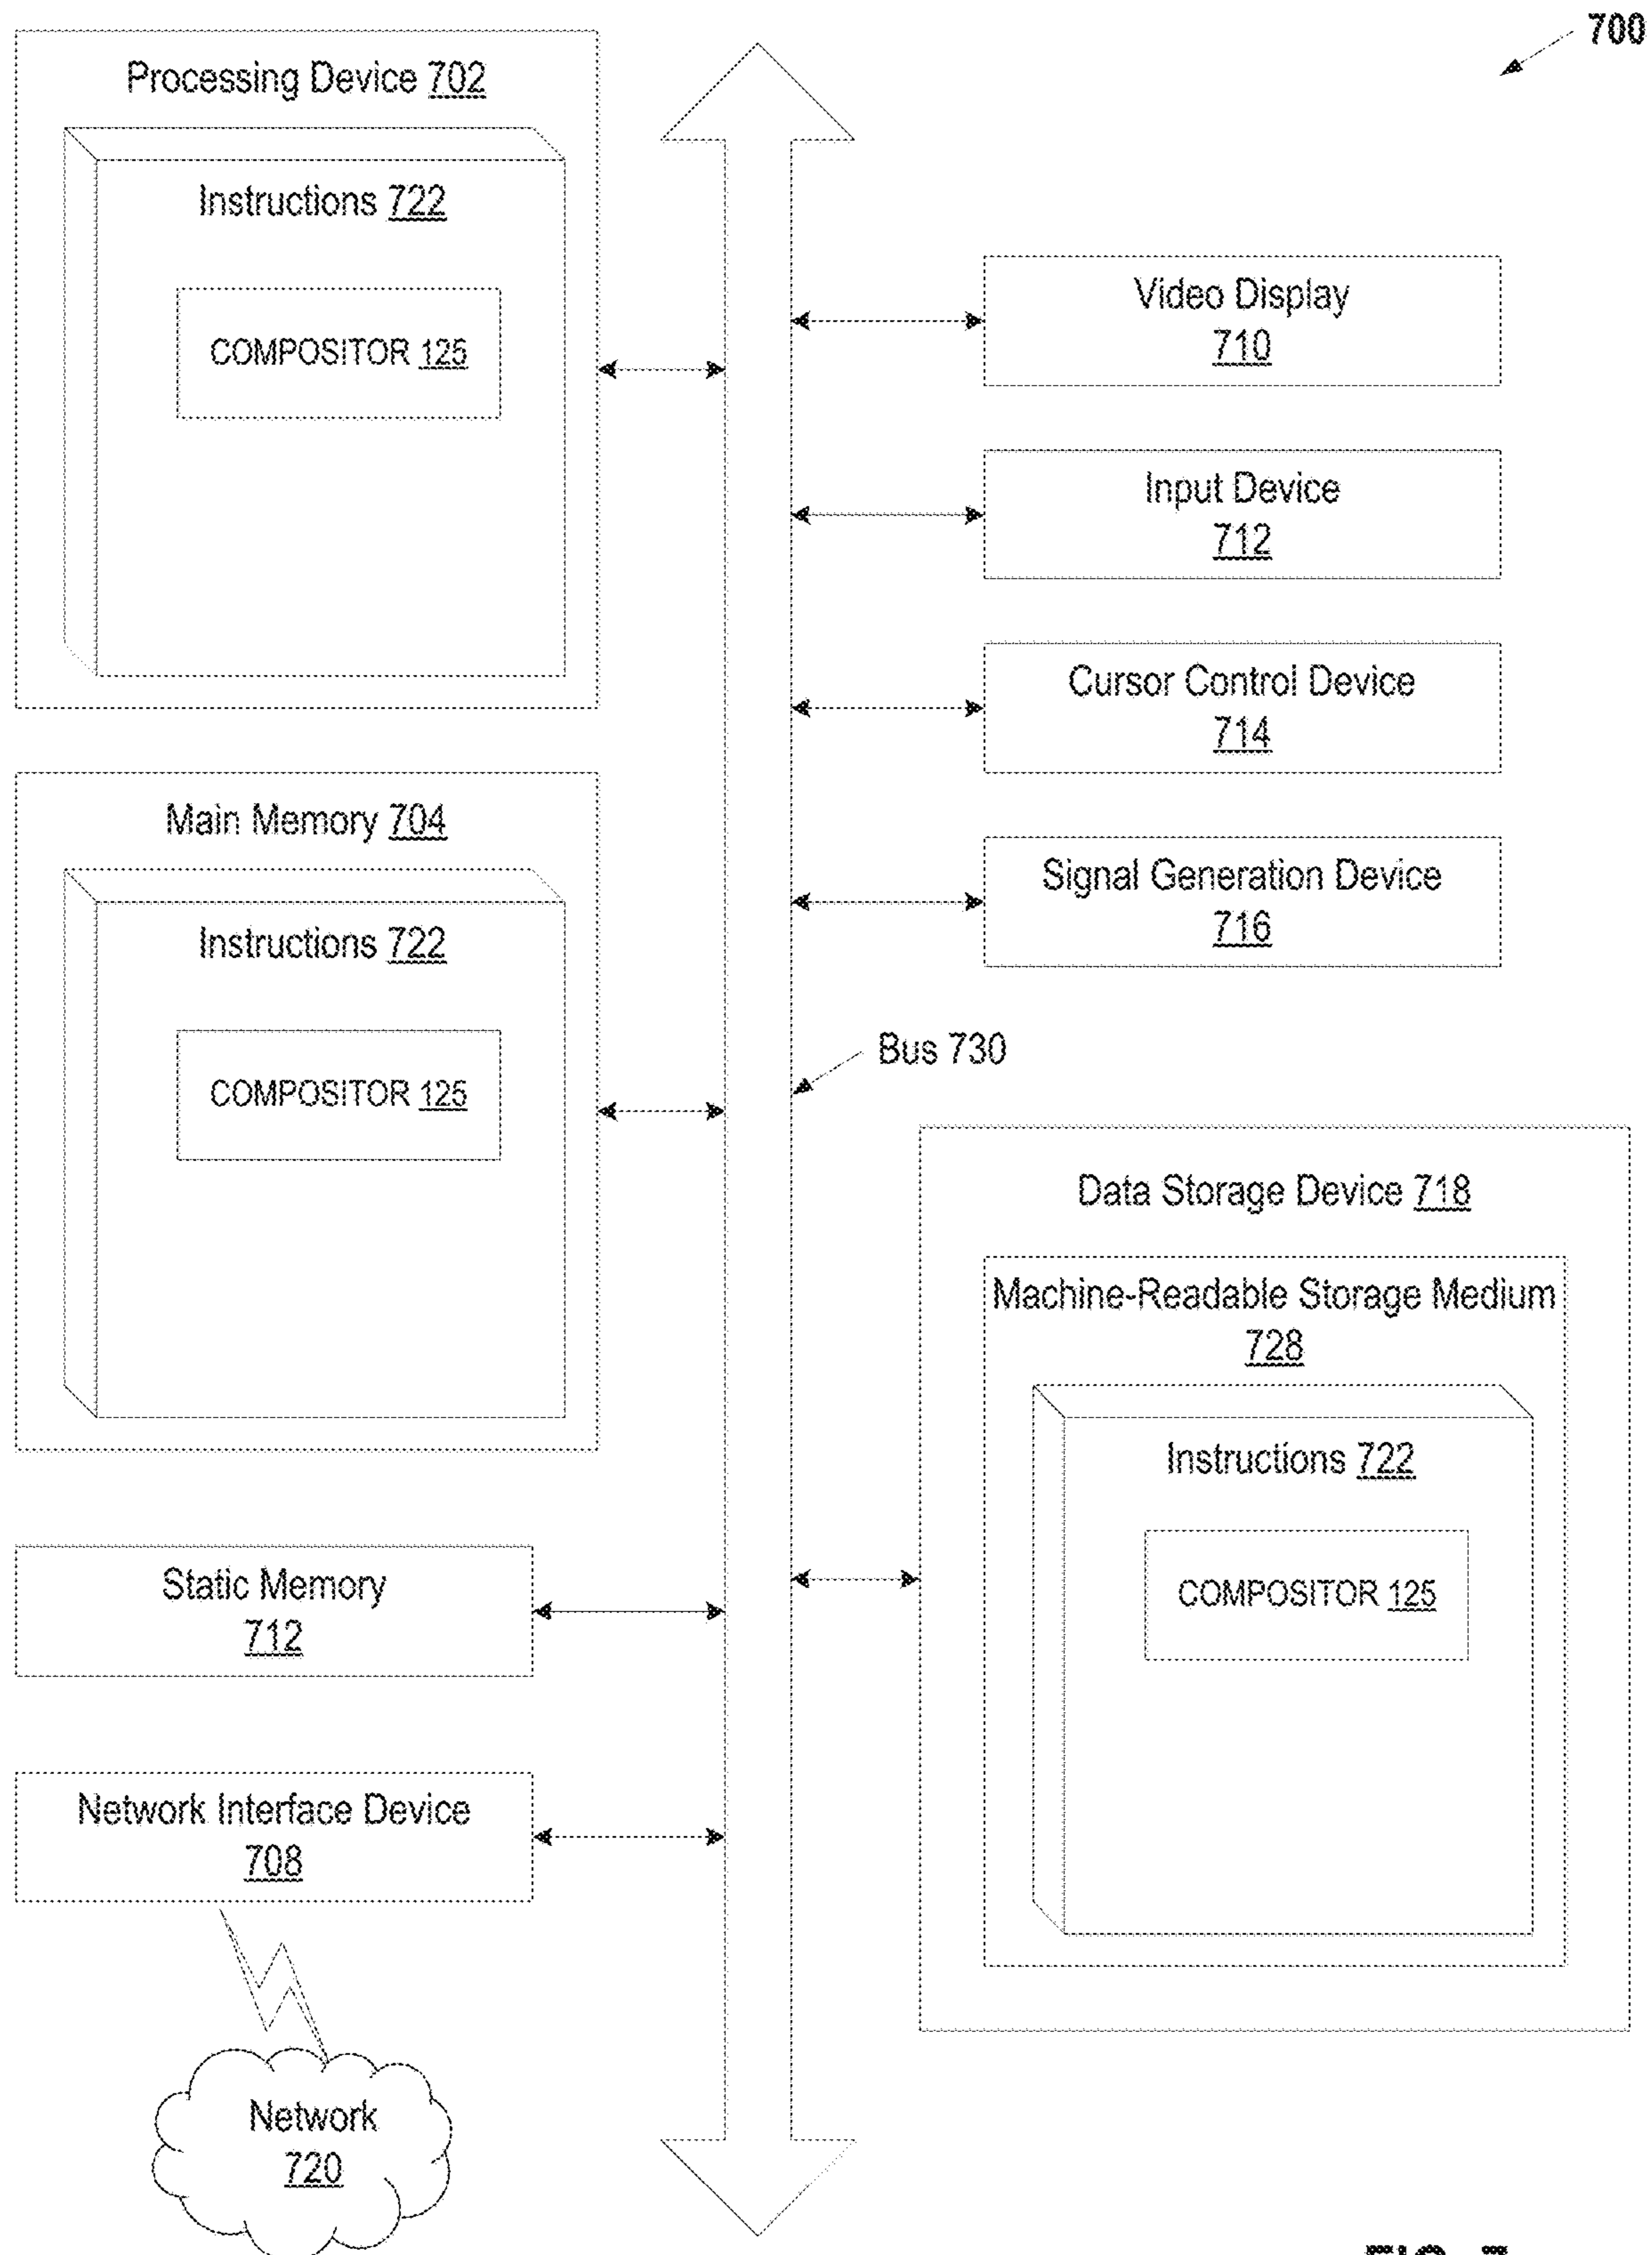 700
Processing Device 702
Instructions 722
COMPOSITOR 125
Video Display
710
Input Device
712
Cursor Control Device
714
Main Memory 704
Instructions 722
COMPOSITOR 125
Signal Generation Device
716
Bus 730
Data Storage Device 718
Machine-Readable Storage Medium
728
Instructions 722
COMPOSITOR 125
Static Memory
712
Network Interface Device
708
Network
720